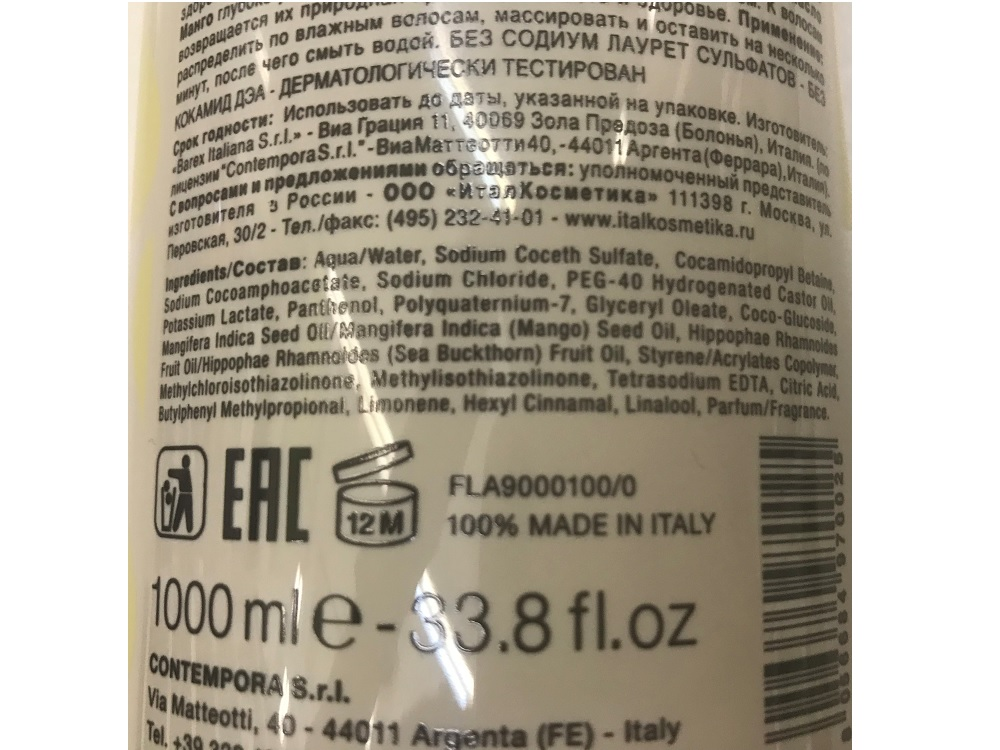 Манго
возвращается их природная здоровье. Применение:
распределить по влажным волосам, массировать и оставить на несколько
минут, после чего смыть водой. БЕЗ СОДИУМ ЛАУРЕТ СУЛЬФАТОВ - БЕЗ
КОКАМИД ДЭА - ДЕРМАТОЛОГИЧЕСКИ ТЕСТИРОВАН
Срок годности: Использовать до даты, указанной на упаковке. Изготовитель:
«Barex Italiana S.r.l.» - Виа Грация 11, 40069 Зола Предоза (Болонья), Италия. (по
лицензии "Contempora S.r.l." - Виа Маттеотти 40, - 44011 Аргента (Феррара), Италия).
С вопросами и предложениями обращаться: уполномоченный представитель
изготовителя в России - ООО «ИталКосметика» 111398 г. Москва, ул.
Перовская, 30/2 - Тел./факс: (495) 232-41-01 - www.italkosmetika.ru
Ingredients/Состав: Aqua/Water, Sodium Coceth Sulfate, Cocamidopropyl Betaine,
Sodium Cocoamphoacetate, Sodium Chloride, PEG-40 Hydrogenated Castor Oil,
Potassium Lactate, Panthenol, Polyquaternium-7, Glyceryl Oleate, Coco-Glucoside,
Mangifera Indica Seed Oil/Mangifera Indica (Mango) Seed Oil, Hippophae Rhamnoides
Fruit Oil/Hippophae Rhamnoides (Sea Buckthorn) Fruit Oil, Styrene/Acrylates Copolymer,
Methylchloroisothiazolinone, Methylisothiazolinone, Tetrasodium EDTA, Citric Acid,
Butylphenyl Methylpropional, Limonene, Hexyl Cinnamal, Linalool, Parfum/Fragrance.
EAC
12 M
FLA9000100/0
100% MADE IN ITALY
1000 ml e - 33.8 fl.oz
CONTEMPORA S.r.l.
Via Matteotti, 40 - 44011 Argenta (FE) - Italy
Tel. +39